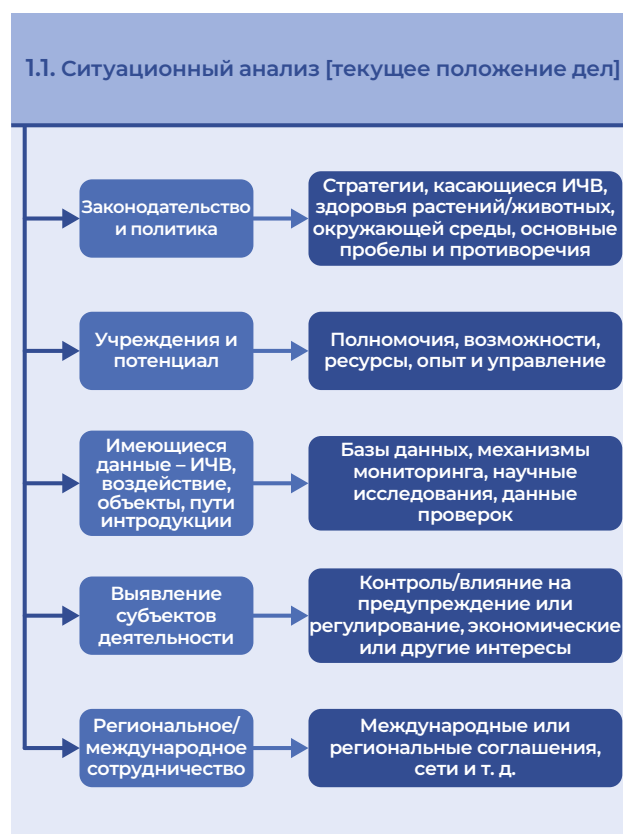 1.1. Ситуационный анализ [текущее положение дел]
Законодательство
и политика
Стратегии, касающиеся ИЧВ,
здоровья растений/животных,
окружающей среды, основные
пробелы и противоречия
Учреждения и
потенциал
Полномочия, возможности,
ресурсы, опыт и управление
Имеющиеся
данные – ИЧВ,
воздействие,
объекты, пути
интродукции
Базы данных, механизмы
мониторинга, научные
исследования, данные
проверок
Выявление
субъектов
деятельности
Контроль/влияние на
предупреждение или
регулирование, экономические
или другие интересы
Региональное/
международное
сотрудничество
Международные или
региональные соглашения,
сети и т. д.